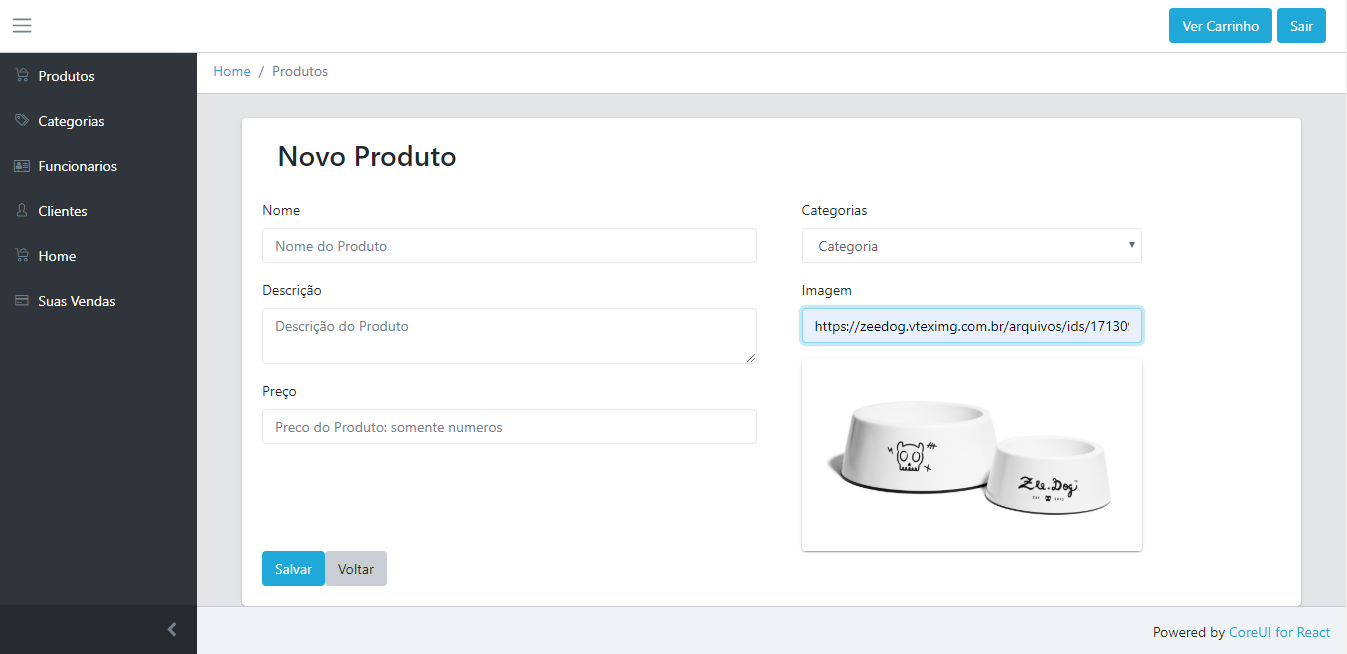 Ver Carrinho
Sair
Produtos
Categorias
Funcionarios
Clientes
Home
Suas Vendas
Home / Produtos
Novo Produto
Nome
Nome do Produto
Descrição
Descrição do Produto
Preço
Preco do Produto: somente numeros
Categorias
Categoria
Imagem
https://zeedog.vteximg.com.br/arquivos/ids/17130
Zee.Dog
Salvar
Voltar
Powered by CoreUI for React